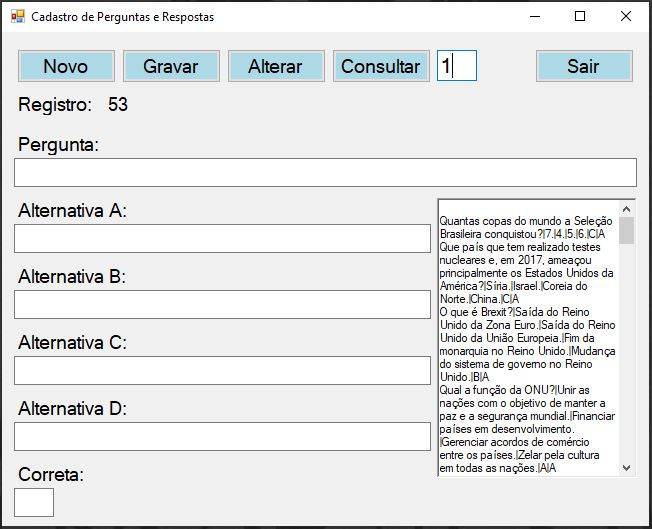 Cadastro de Perguntas e Respostas
Novo Gravar Alterar Consultar 1 Sair
Registro: 53
Pergunta:
Alternativa A:
Alternativa B:
Alternativa C:
Alternativa D:
Correta:
Quantas copas do mundo a Seleção
Brasileira conquistou?|7.|4.|5.|6.|C|A
Que país que tem realizado testes
nucleares e, em 2017, ameaçou
principalmente os Estados Unidos da
América?|Síria.|Israel.|Coreia do
Norte.|China.|C|A
O que é Brexit?|Saída do Reino
Unido da Zona Euro.|Saída do Reino
Unido da União Europeia.|Fim da
monarquia no Reino Unido.|Mudança
do sistema de governo no Reino
Unido.|B|A
Qual a função da ONU?|Unir as
nações com o objetivo de manter a
paz e a segurança mundial.|Financiar
países em desenvolvimento.
|Gerenciar acordos de comércio
entre os países.|Zelar pela cultura
em todas as nações.|A|A